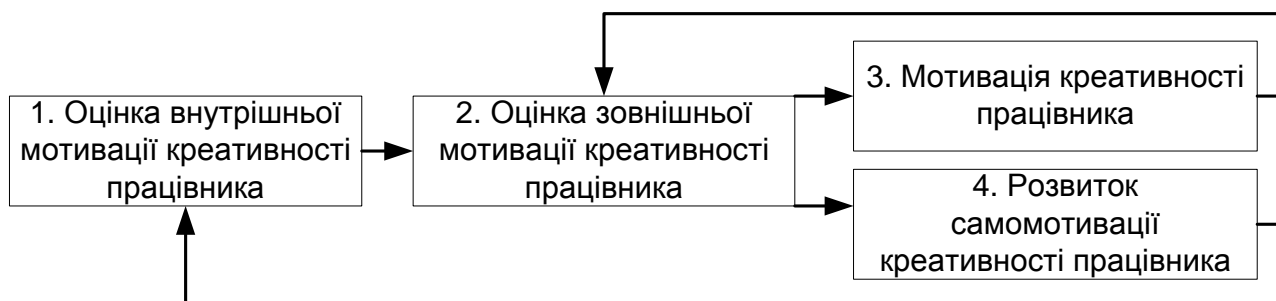 1. Оцінка внутрішньої
мотивації креативності
працівника
2. Оцінка зовнішньої
мотивації креативності
працівника
3. Мотивація креативності
працівника
4. Розвиток
самомотивації
креативності працівника